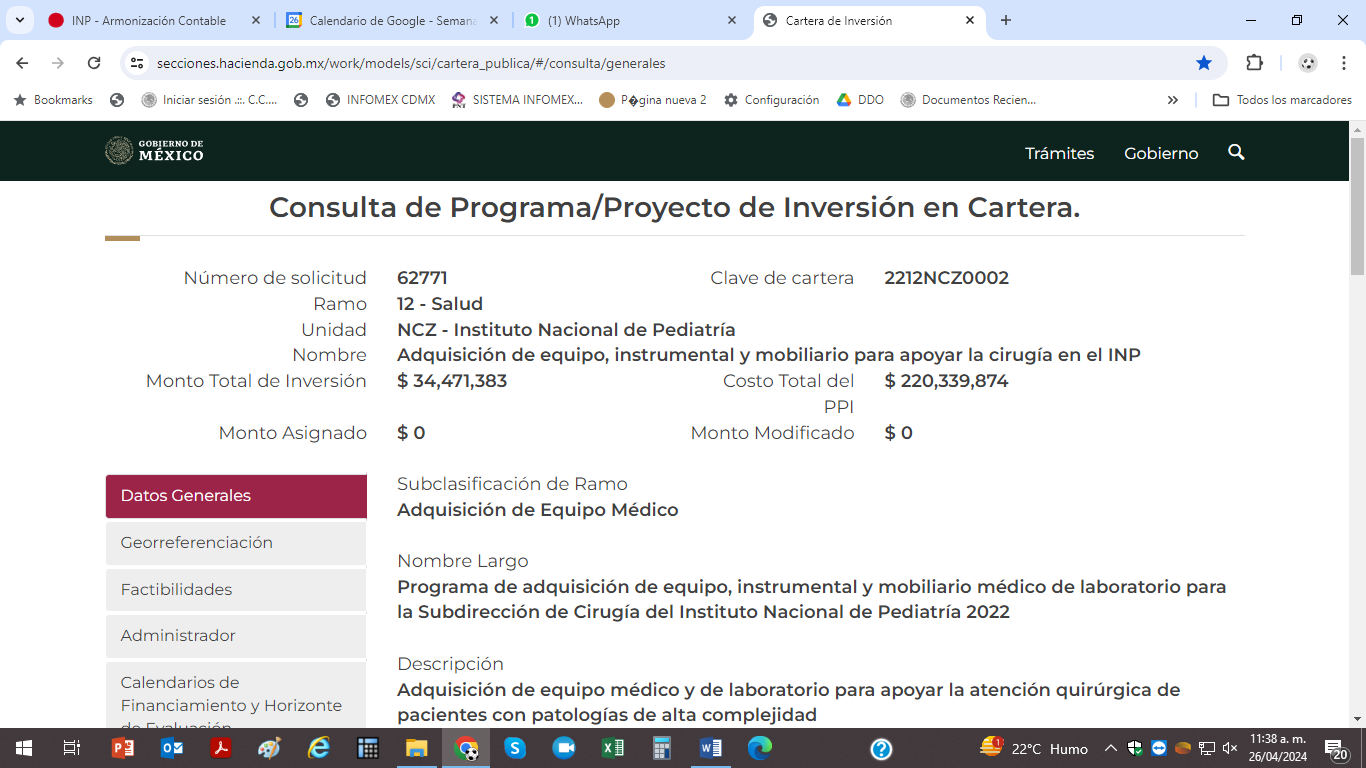 INP - Armonización Contable
Calendario de Google - Semana
(1) WhatsApp
Cartera de Inversión
secciones.hacienda.gob.mx/work/models/sci/cartera_publica/#/consulta/generales
Bookmarks
Iniciar sesión .::. C.C....
INFOMEX CDMX
PNT
SISTEMA INFOMEX...
P�gina nueva 2
Configuración
DDO
Documentos Recien...
Todos los marcadores
GOBIERNO DE
MÉXICO
Trámites
Gobierno
Consulta de Programa/Proyecto de Inversión en Cartera.
Número de solicitud 62771 Clave de cartera 2212NCZ0002
Ramo 12 - Salud
Unidad NCZ - Instituto Nacional de Pediatría
Nombre Adquisición de equipo, instrumental y mobiliario para apoyar la cirugía en el INP
Monto Total de Inversión $ 34,471,383 Costo Total del $ 220,339,874
PPI
Monto Asignado $ 0 Monto Modificado $ 0
Datos Generales
Georreferenciación
Factibilidades
Administrador
Calendarios de
Financiamiento y Horizonte
de Evaluación
Subclasificación de Ramo
Adquisición de Equipo Médico
Nombre Largo
Programa de adquisición de equipo, instrumental y mobiliario médico de laboratorio para
la Subdirección de Cirugía del Instituto Nacional de Pediatría 2022
Descripción
Adquisición de equipo médico y de laboratorio para apoyar la atención quirúrgica de
pacientes con patologías de alta complejidad
22°C Humo
11:38 a. m.
26/04/2024
20